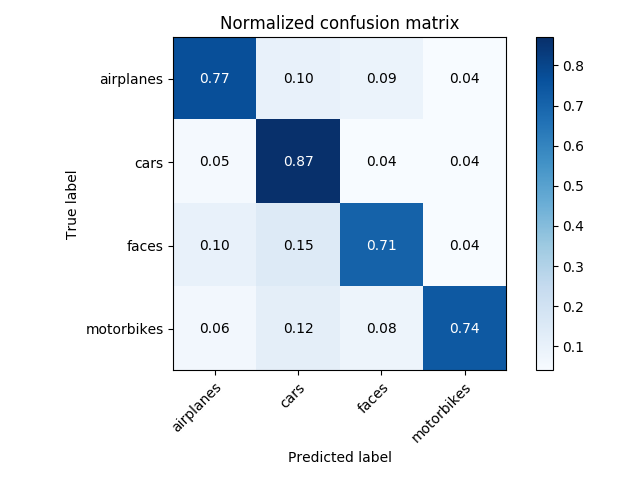 Normalized confusion matrix
True label
airplanes 0.77 0.10 0.09 0.04
cars 0.05 0.87 0.04 0.04
faces 0.10 0.15 0.71 0.04
motorbikes 0.06 0.12 0.08 0.74
airplanes cars faces motorbikes
Predicted label
0.8
0.7
0.6
0.5
0.4
0.3
0.2
0.1